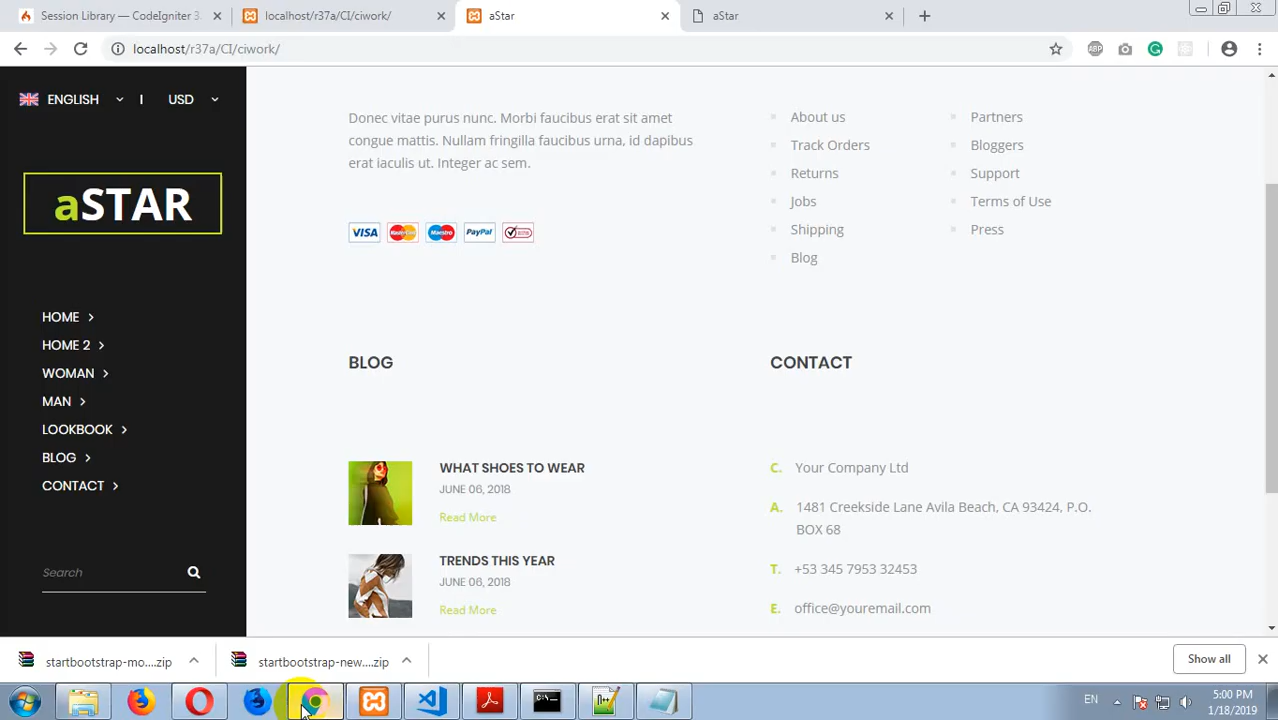 Session Library — CodeIgniter 3.
localhost/r37a/CI/ciwork/
aStar
aStar
localhost/r37a/CI/ciwork/
ABP
ENGLISH
USD
aSTAR
HOME
HOME 2
WOMAN
MAN
LOOKBOOK
BLOG
CONTACT
Search
Donec vitae purus nunc. Morbi faucibus erat sit amet
congue mattis. Nullam fringilla faucibus urna, id dapibus
erat iaculis ut. Integer ac sem.
VISA
MasterCard
Maestro
PayPal
About us
Track Orders
Returns
Jobs
Shipping
Blog
Partners
Bloggers
Support
Terms of Use
Press
BLOG
WHAT SHOES TO WEAR
JUNE 06, 2018
Read More
TRENDS THIS YEAR
JUNE 06, 2018
Read More
CONTACT
C. Your Company Ltd
A. 1481 Creekside Lane Avila Beach, CA 93424, P.O.
BOX 68
T. +53 345 7953 32453
E. office@youremail.com
startbootstrap-mo....zip
startbootstrap-new....zip
Show all
EN
5:00 PM
1/18/2019